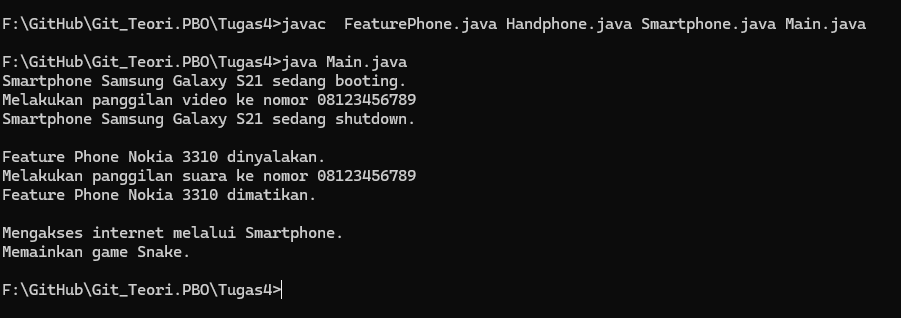 F:\GitHub\Git_Teori.PBO\Tugas4>javac  FeaturePhone.java Handphone.java Smartphone.java Main.java
F:\GitHub\Git_Teori.PBO\Tugas4>java Main.java
Smartphone Samsung Galaxy S21 sedang booting.
Melakukan panggilan video ke nomor 08123456789
Smartphone Samsung Galaxy S21 sedang shutdown.
Feature Phone Nokia 3310 dinyalakan.
Melakukan panggilan suara ke nomor 08123456789
Feature Phone Nokia 3310 dimatikan.
Mengakses internet melalui Smartphone.
Memainkan game Snake.
F:\GitHub\Git_Teori.PBO\Tugas4>